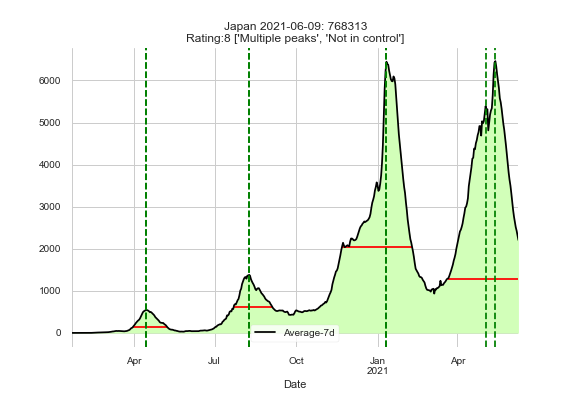 Japan 2021-06-09: 768313
Rating:8 ['Multiple peaks', 'Not in control']
6000
5000
4000
3000
2000
1000
0
Average-7d
Apr
Jul
Oct
Jan
2021
Apr
Date